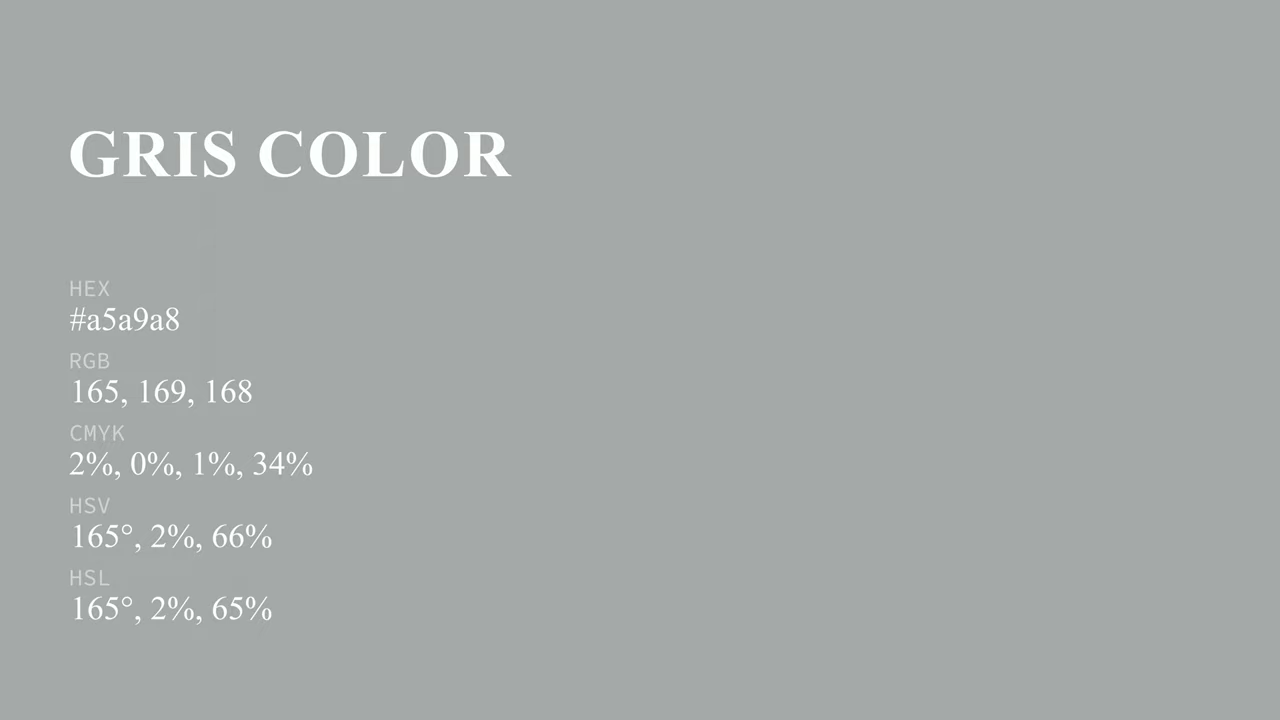 GRIS COLOR
HEX
#a5a9a8
RGB
165, 169, 168
CMYK
2%, 0%, 1%, 34%
HSV
165°, 2%, 66%
HSL
165°, 2%, 65%